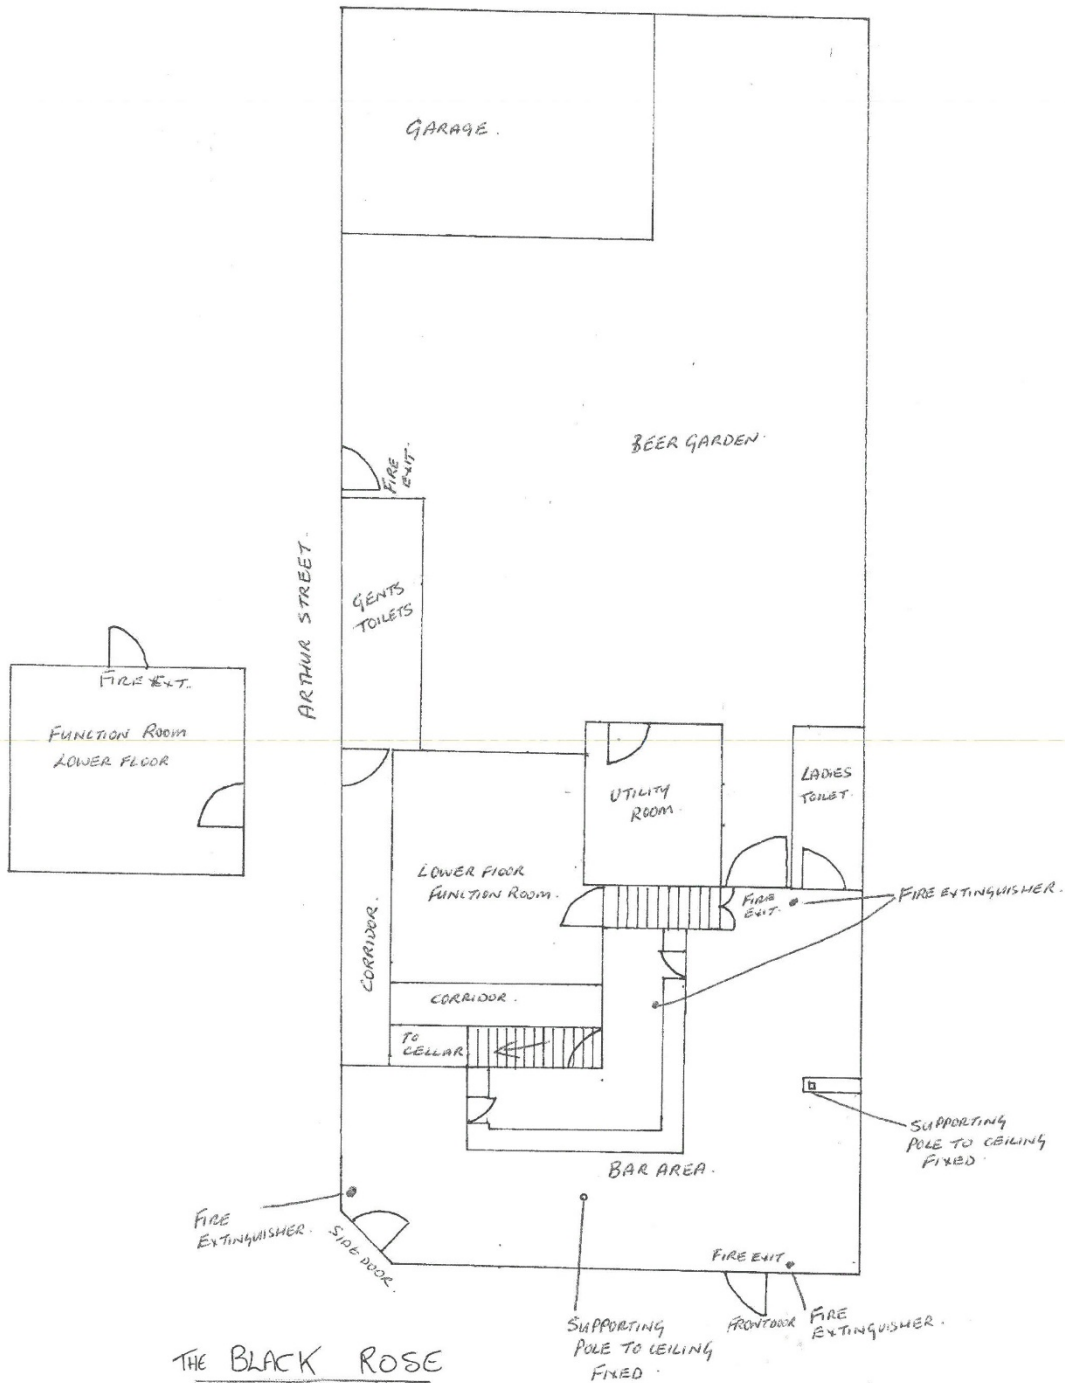 GARAGE.
BEER GARDEN.
FIRE
EXIT.
ARTHUR STREET.
GENTS
TOILETS
FIRE EXT.
FUNCTION ROOM
LOWER FLOOR
UTILITY
ROOM.
LADIES
TOILET.
LOWER FLOOR
FUNCTION ROOM.
FIRE
EXIT.
FIRE EXTINGUISHER.
CORRIDOR.
CORRIDOR.
TO
CELLAR
SUPPORTING
POLE TO CEILING
FIXED.
BAR AREA.
FIRE
EXTINGUISHER.
SIDE DOOR.
FIRE EXIT
FRONTDOOR
FIRE
EXTINGUISHER.
SUPPORTING
POLE TO CEILING
FIXED.
THE BLACK ROSE